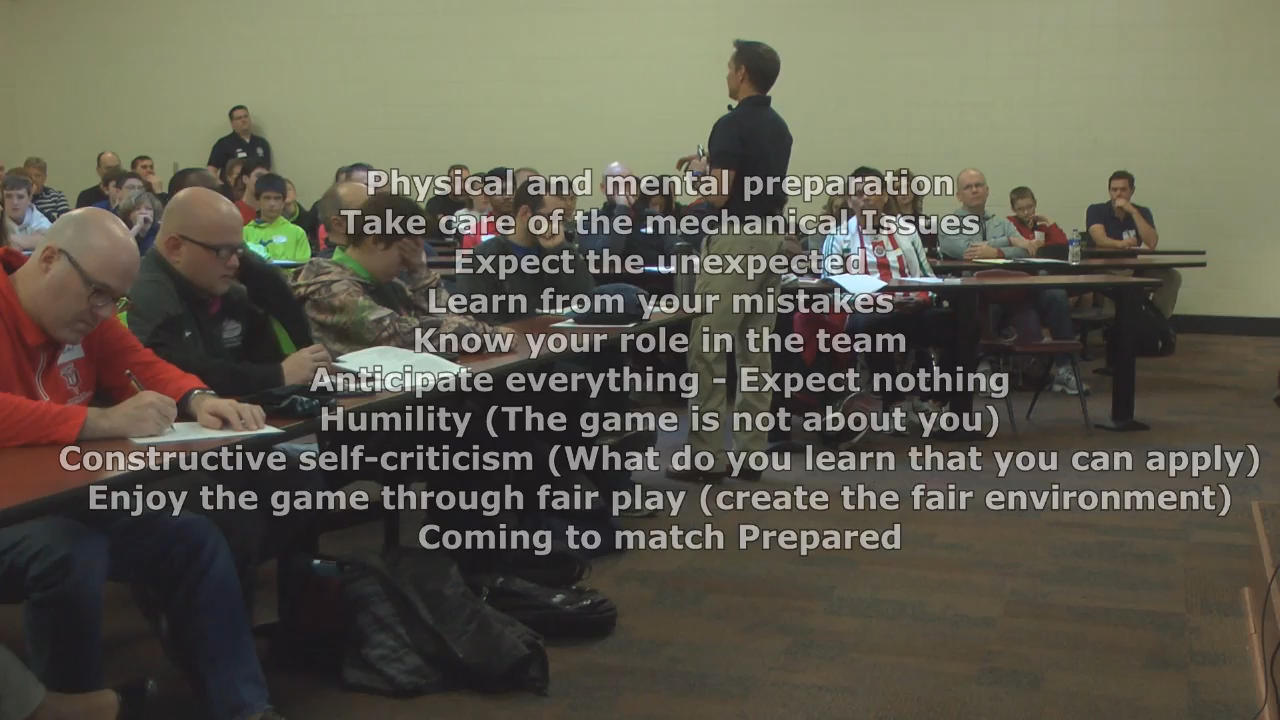 Physical and mental preparation
Take care of the mechanical Issues
Expect the unexpected
Learn from your mistakes
Know your role in the team
Anticipate everything - Expect nothing
Humility (The game is not about you)
Constructive self-criticism (What do you learn that you can apply)
Enjoy the game through fair play (create the fair environment)
Coming to match Prepared